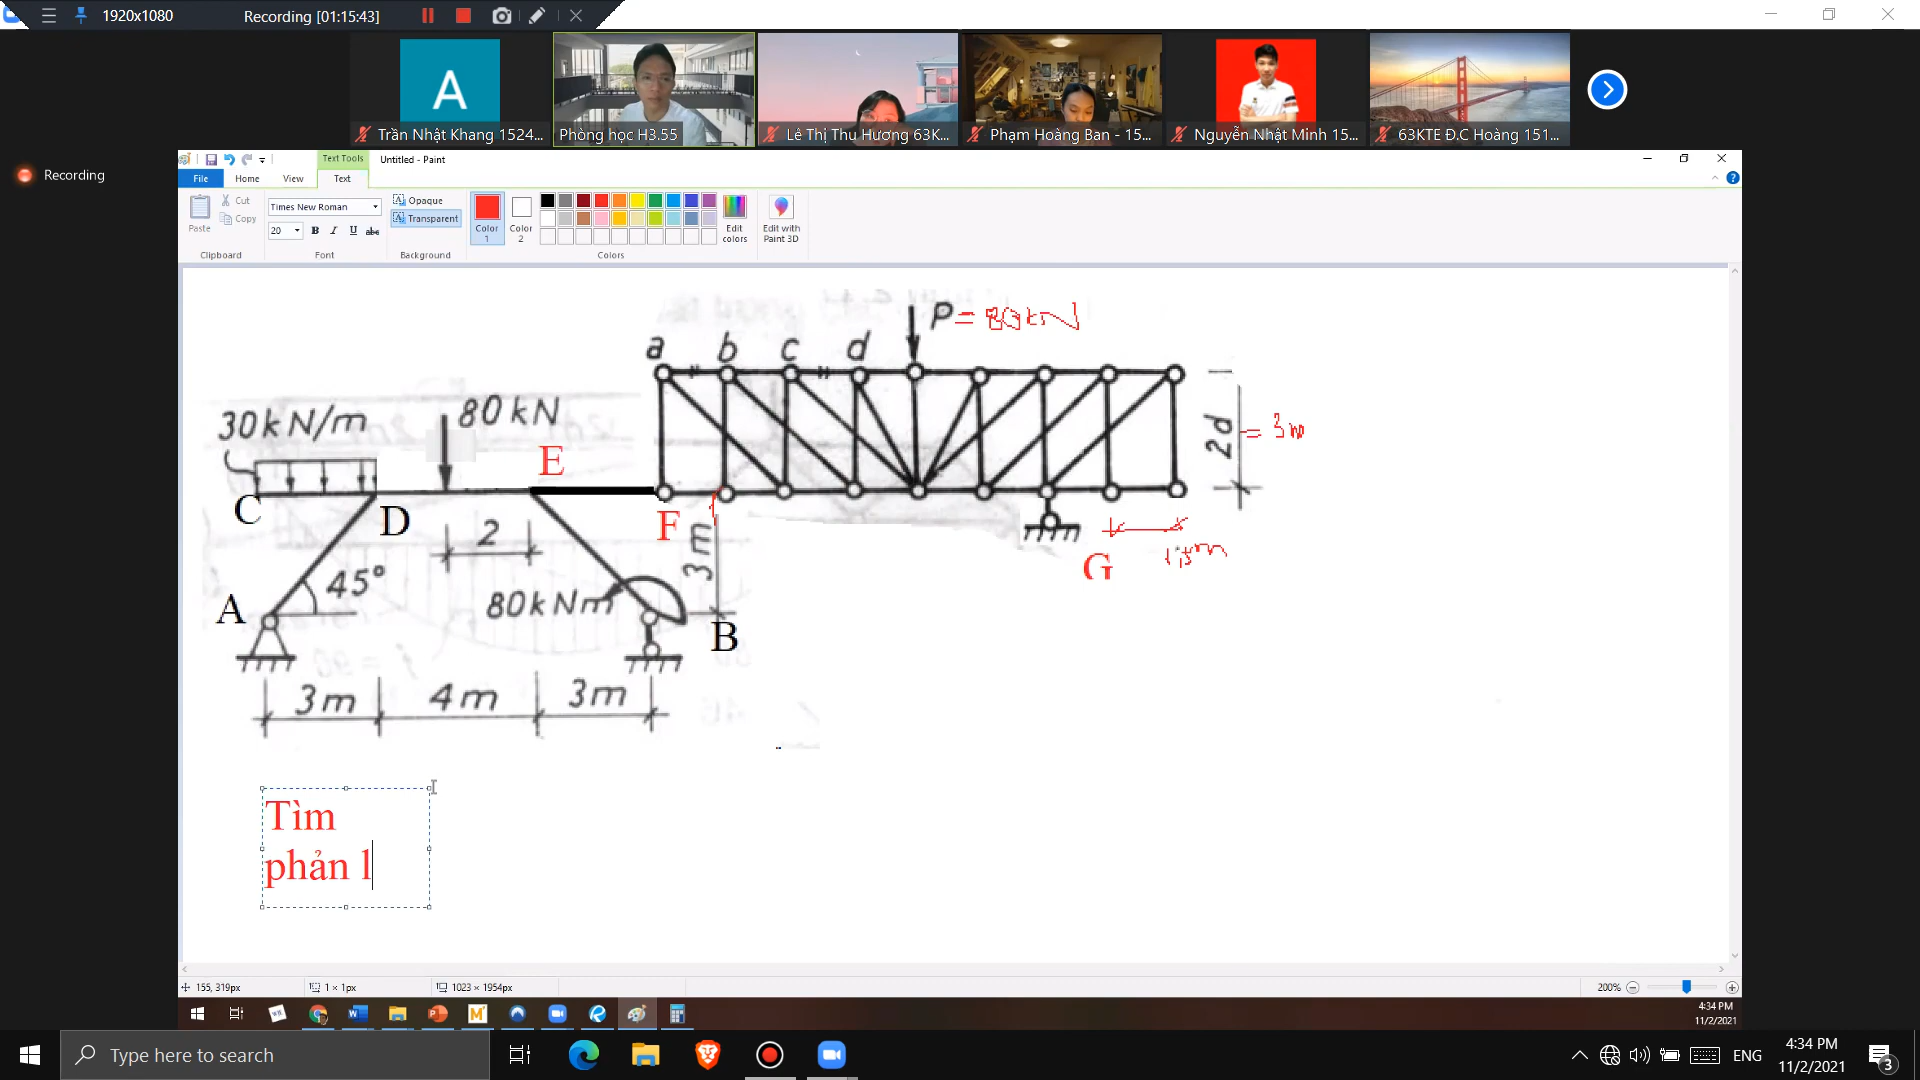 1920x1080
Recording [01:15:43]
A
Trần Nhật Khang 1524...
Phòng học H3.55
Lê Thị Thu Hương 63K...
Phạm Hoàng Ban - 15...
Nguyễn Nhật Minh 15...
63KTE Đ.C Hoàng 151...
Recording
Text Tools
Untitled - Paint
File
Home
View
Text
Paste
Cut
Copy
Clipboard
Times New Roman
20
B I U abc
Font
Opaque
Transparent
Background
Color 1
Color 2
Edit colors
Edit with Paint 3D
Colors
P = 80kN
a b c d
30kN/m
80kN
E
2d = 3m
C
D
F
2
3m
1,5m
G
45°
A
80kNm
B
3m
4m
3m
Tìm
phản l
155, 319px
1 × 1px
1023 × 1954px
200%
4:34 PM
11/2/2021
Type here to search
ENG
4:34 PM
11/2/2021
3